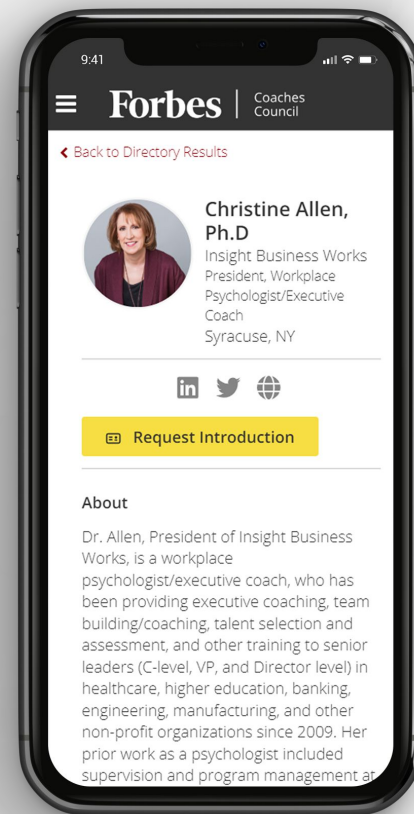 9:41
Forbes | Coaches
Council
Back to Directory Results
Christine Allen,
Ph.D
Insight Business Works
President, Workplace
Psychologist/Executive
Coach
Syracuse, NY
in
Request Introduction
About
Dr. Allen, President of Insight Business
Works, is a workplace
psychologist/executive coach, who has
been providing executive coaching, team
building/coaching, talent selection and
assessment, and other training to senior
leaders (C-level, VP, and Director level) in
healthcare, higher education, banking,
engineering, manufacturing, and other
non-profit organizations since 2009. Her
prior work as a psychologist included
supervision and program management at